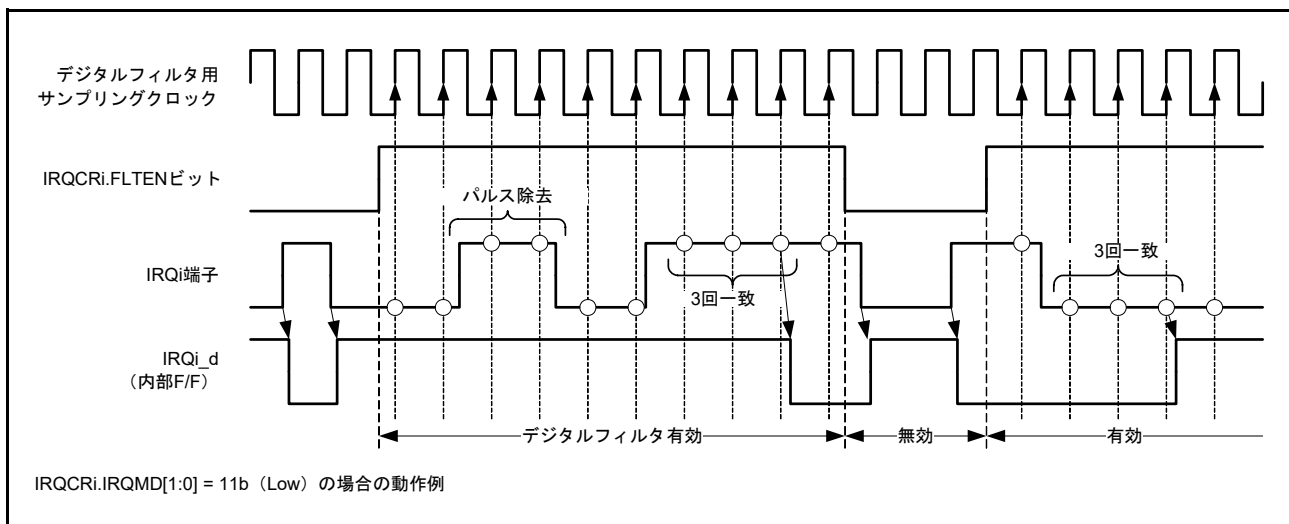 デジタルフィルタ用
サンプリングクロック
IRQCRi.FLTENビット
パルス除去
IRQi端子
3回一致
3回一致
IRQi_d
（内部F/F）
デジタルフィルタ有効
無効
有効
IRQCRi.IRQMD[1:0] = 11b（Low）の場合の動作例